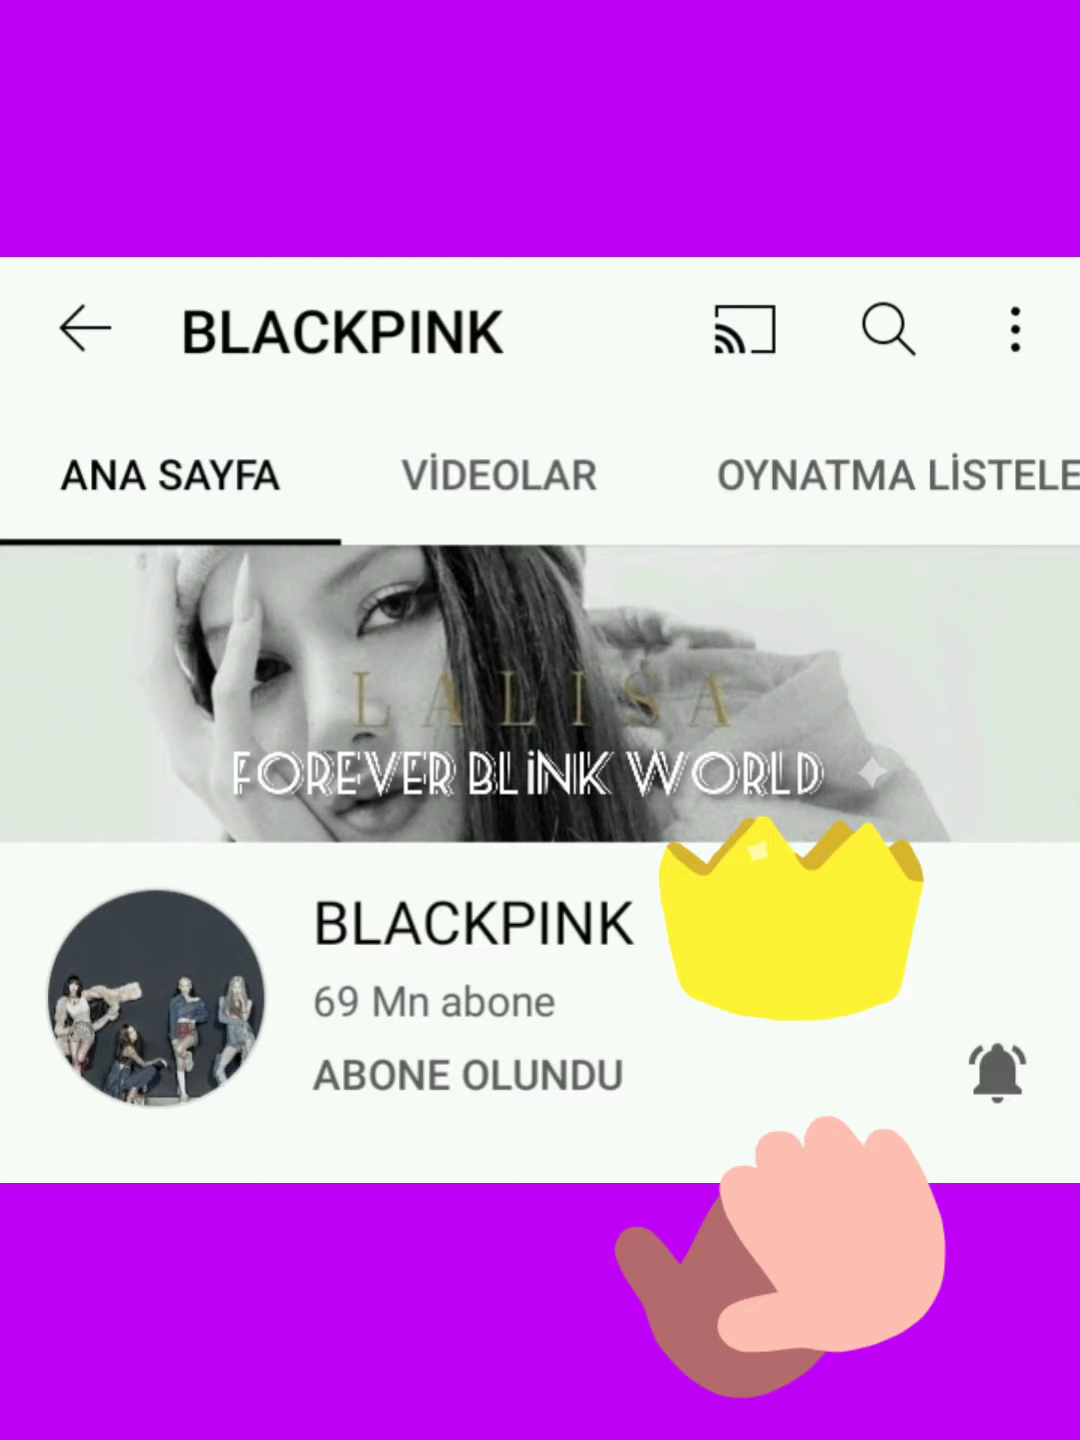 BLACKPINK
ANA SAYFA VİDEOLAR OYNATMA LİSTELE
LALISA
FOREVER BLiNK WORLD
BLACKPINK
69 Mn abone
ABONE OLUNDU